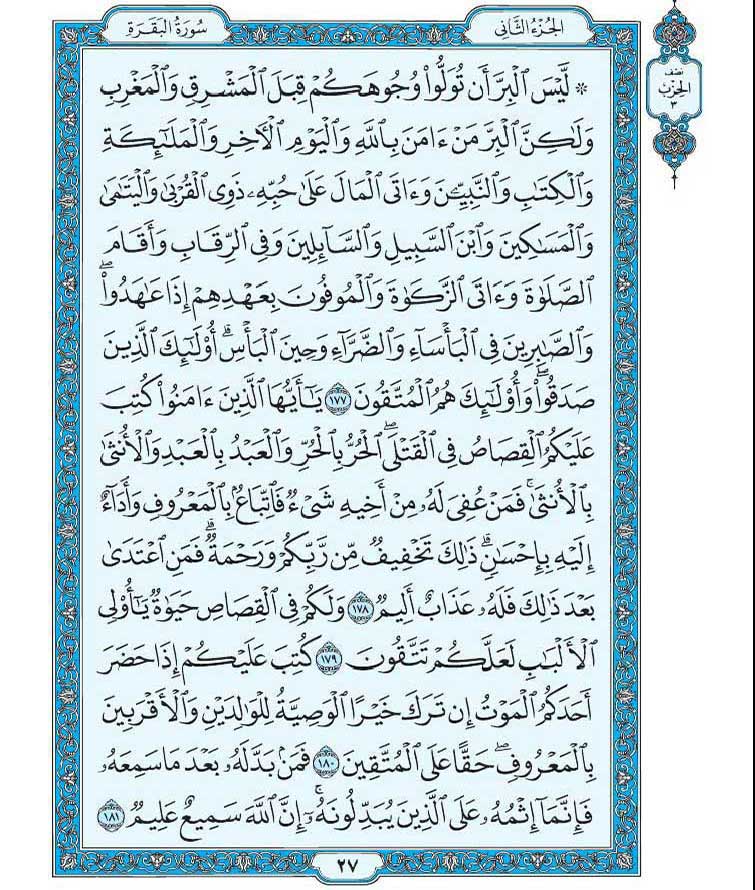 الجُزْءُ الثَّانِي
سُورَةُ البَقَرَةِ
نصف
الحزب
٣
۞ لَّيْسَ ٱلْبِرَّ أَن تُوَلُّوا۟ وُجُوهَكُمْ قِبَلَ ٱلْمَشْرِقِ وَٱلْمَغْرِبِ
وَلَـٰكِنَّ ٱلْبِرَّ مَنْ ءَامَنَ بِٱللَّهِ وَٱلْيَوْمِ ٱلْأَخِرِ وَٱلْمَلَـٰٓئِكَةِ
وَٱلْكِتَـٰبِ وَٱلنَّبِيِّـۧنَ وَءَاتَى ٱلْمَالَ عَلَىٰ حُبِّهِۦ ذَوِى ٱلْقُرْبَىٰ وَٱلْيَتَـٰمَىٰ
وَٱلْمَسَـٰكِينَ وَٱبْنَ ٱلسَّبِيلِ وَٱلسَّآئِلِينَ وَفِى ٱلرِّقَابِ وَأَقَامَ
ٱلصَّلَوٰةَ وَءَاتَى ٱلزَّكَوٰةَ وَٱلْمُوفُونَ بِعَهْدِهِمْ إِذَا عَـٰهَدُوا۟ ۖ
وَٱلصَّـٰبِرِينَ فِى ٱلْبَأْسَآءِ وَٱلضَّرَّآءِ وَحِينَ ٱلْبَأْسِ ۗ أُو۟لَـٰٓئِكَ ٱلَّذِينَ
صَدَقُوا۟ ۖ وَأُو۟لَـٰٓئِكَ هُمُ ٱلْمُتَّقُونَ ١٧٧ يَـٰٓأَيُّهَا ٱلَّذِينَ ءَامَنُوا۟ كُتِبَ
عَلَيْكُمُ ٱلْقِصَاصُ فِى ٱلْقَتْلَى ۖ ٱلْحُرُّ بِٱلْحُرِّ وَٱلْعَبْدُ بِٱلْعَبْدِ وَٱلْأُنثَىٰ
بِٱلْأُنثَىٰ ۚ فَمَنْ عُفِىَ لَهُۥ مِنْ أَخِيهِ شَىْءٌ فَٱتِّبَاعٌۢ بِٱلْمَعْرُوفِ وَأَدَآءٌ
إِلَيْهِ بِإِحْسَـٰنٍ ۗ ذَٰلِكَ تَخْفِيفٌ مِّن رَّبِّكُمْ وَرَحْمَةٌ ۗ فَمَنِ ٱعْتَدَىٰ
بَعْدَ ذَٰلِكَ فَلَهُۥ عَذَابٌ أَلِيمٌ ١٧٨ وَلَكُمْ فِى ٱلْقِصَاصِ حَيَوٰةٌ يَـٰٓأُو۟لِى
ٱلْأَلْبَـٰبِ لَعَلَّكُمْ تَتَّقُونَ ١٧٩ كُتِبَ عَلَيْكُمْ إِذَا حَضَرَ
أَحَدَكُمُ ٱلْمَوْتُ إِن تَرَكَ خَيْرًا ٱلْوَصِيَّةُ لِلْوَٰلِدَيْنِ وَٱلْأَقْرَبِينَ
بِٱلْمَعْرُوفِ ۖ حَقًّا عَلَى ٱلْمُتَّقِينَ ١٨٠ فَمَنۢ بَدَّلَهُۥ بَعْدَ مَا سَمِعَهُۥ
فَإِنَّمَآ إِثْمُهُۥ عَلَى ٱلَّذِينَ يُبَدِّلُونَهُۥٓ ۚ إِنَّ ٱللَّهَ سَمِيعٌ عَلِيمٌ ١٨١
٢٧